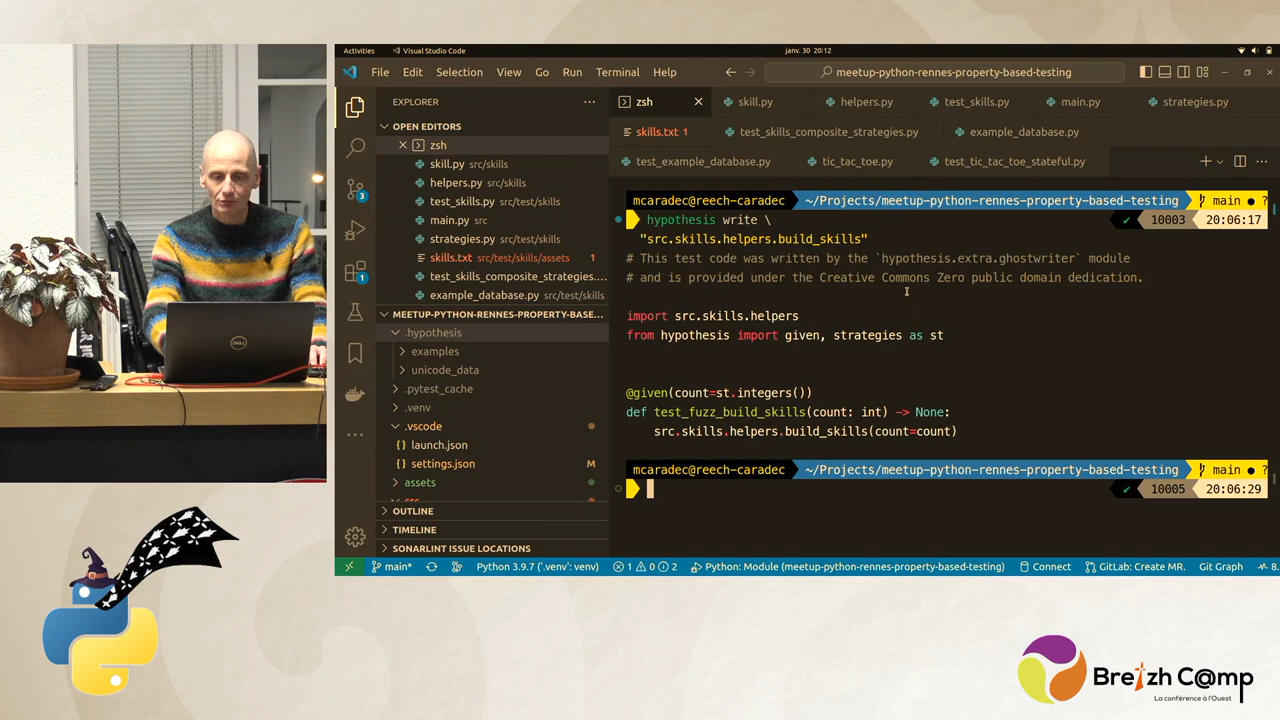 Activities
Visual Studio Code
janv. 30 20:12
File Edit Selection View Go Run Terminal Help
meetup-python-rennes-property-based-testing
EXPLORER
OPEN EDITORS
zsh
skill.py src/skills
helpers.py src/skills
test_skills.py src/test/skills
main.py src
strategies.py src/test/skills
skills.txt src/test/skills/assets 1
test_skills_composite_strategies....
example_database.py src/test/skills
MEETUP-PYTHON-RENNES-PROPERTY-BASE...
.hypothesis
examples
unicode_data
.pytest_cache
.venv
.vscode
launch.json
settings.json M
assets
src
OUTLINE
TIMELINE
SONARLINT ISSUE LOCATIONS
3
1
zsh skill.py helpers.py test_skills.py main.py strategies.py
skills.txt 1 test_skills_composite_strategies.py example_database.py
test_example_database.py tic_tac_toe.py test_tic_tac_toe_stateful.py
mcaradec@reech-caradec ~/Projects/meetup-python-rennes-property-based-testing main ● ?
hypothesis write \ ✔ 10003 20:06:17
"src.skills.helpers.build_skills"
# This test code was written by the `hypothesis.extra.ghostwriter` module
# and is provided under the Creative Commons Zero public domain dedication.
import src.skills.helpers
from hypothesis import given, strategies as st
@given(count=st.integers())
def test_fuzz_build_skills(count: int) -> None:
src.skills.helpers.build_skills(count=count)
mcaradec@reech-caradec ~/Projects/meetup-python-rennes-property-based-testing main ● ?
✔ 10005 20:06:29
main* Python 3.9.7 ('.venv': venv) 1 0 2 Python: Module (meetup-python-rennes-property-based-testing) Connect GitLab: Create MR. Git Graph 8.
DELL
Breizh C@mp
La conférence à l'Ouest